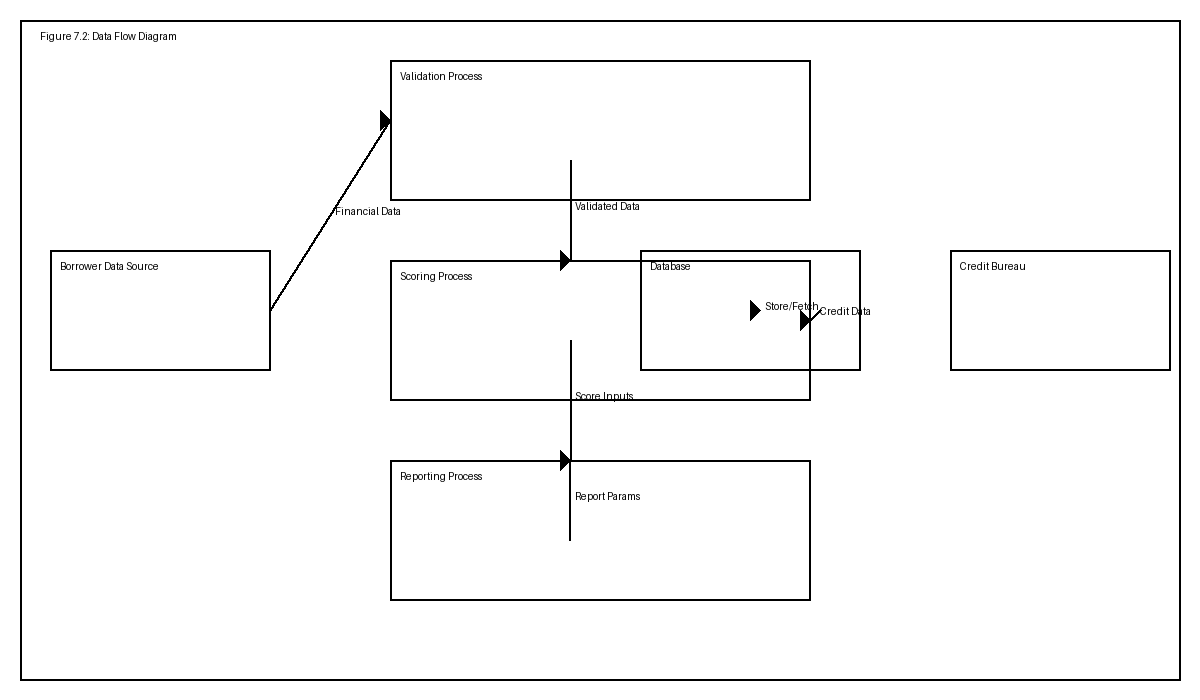 Figure 7.2: Data Flow Diagram
Validation Process
Financial Data
Validated Data
Borrower Data Source
Scoring Process
Database
Credit Bureau
Store/Fetch
Credit Data
Score Inputs
Reporting Process
Report Params